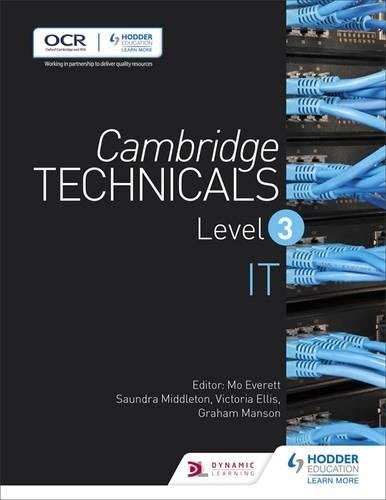 OCR
Oxford Cambridge and RSA
HODDER
EDUCATION
LEARN MORE
Working in partnership to deliver quality resources
Cambridge
TECHNICALS
Level 3
IT
Editor: Mo Everett
Saundra Middleton, Victoria Ellis,
Graham Manson
DL
DYNAMIC
LEARNING
HODDER
EDUCATION
LEARN MORE